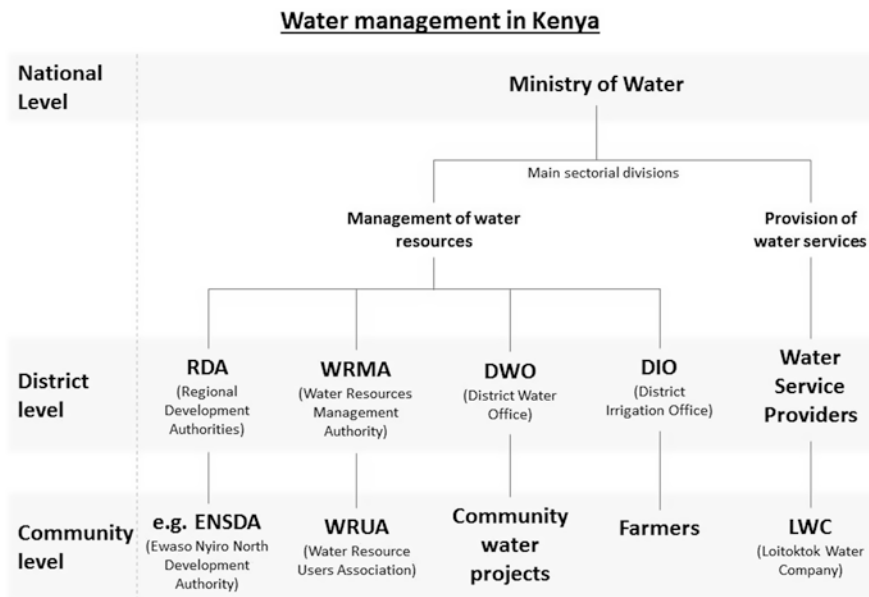 Water management in Kenya
National
Level
Ministry of Water
Main sectorial divisions
Management of water
resources
Provision of
water services
District
level
RDA
(Regional
Development
Authorities)
WRMA
(Water Resources
Management
Authority)
DWO
(District Water
Office)
DIO
(District
Irrigation Office)
Water
Service
Providers
Community
level
e.g. ENSDA
(Ewaso Nyiro North
Development
Authority)
WRUA
(Water Resource
Users Association)
Community
water
projects
Farmers
LWC
(Loitoktok Water
Company)